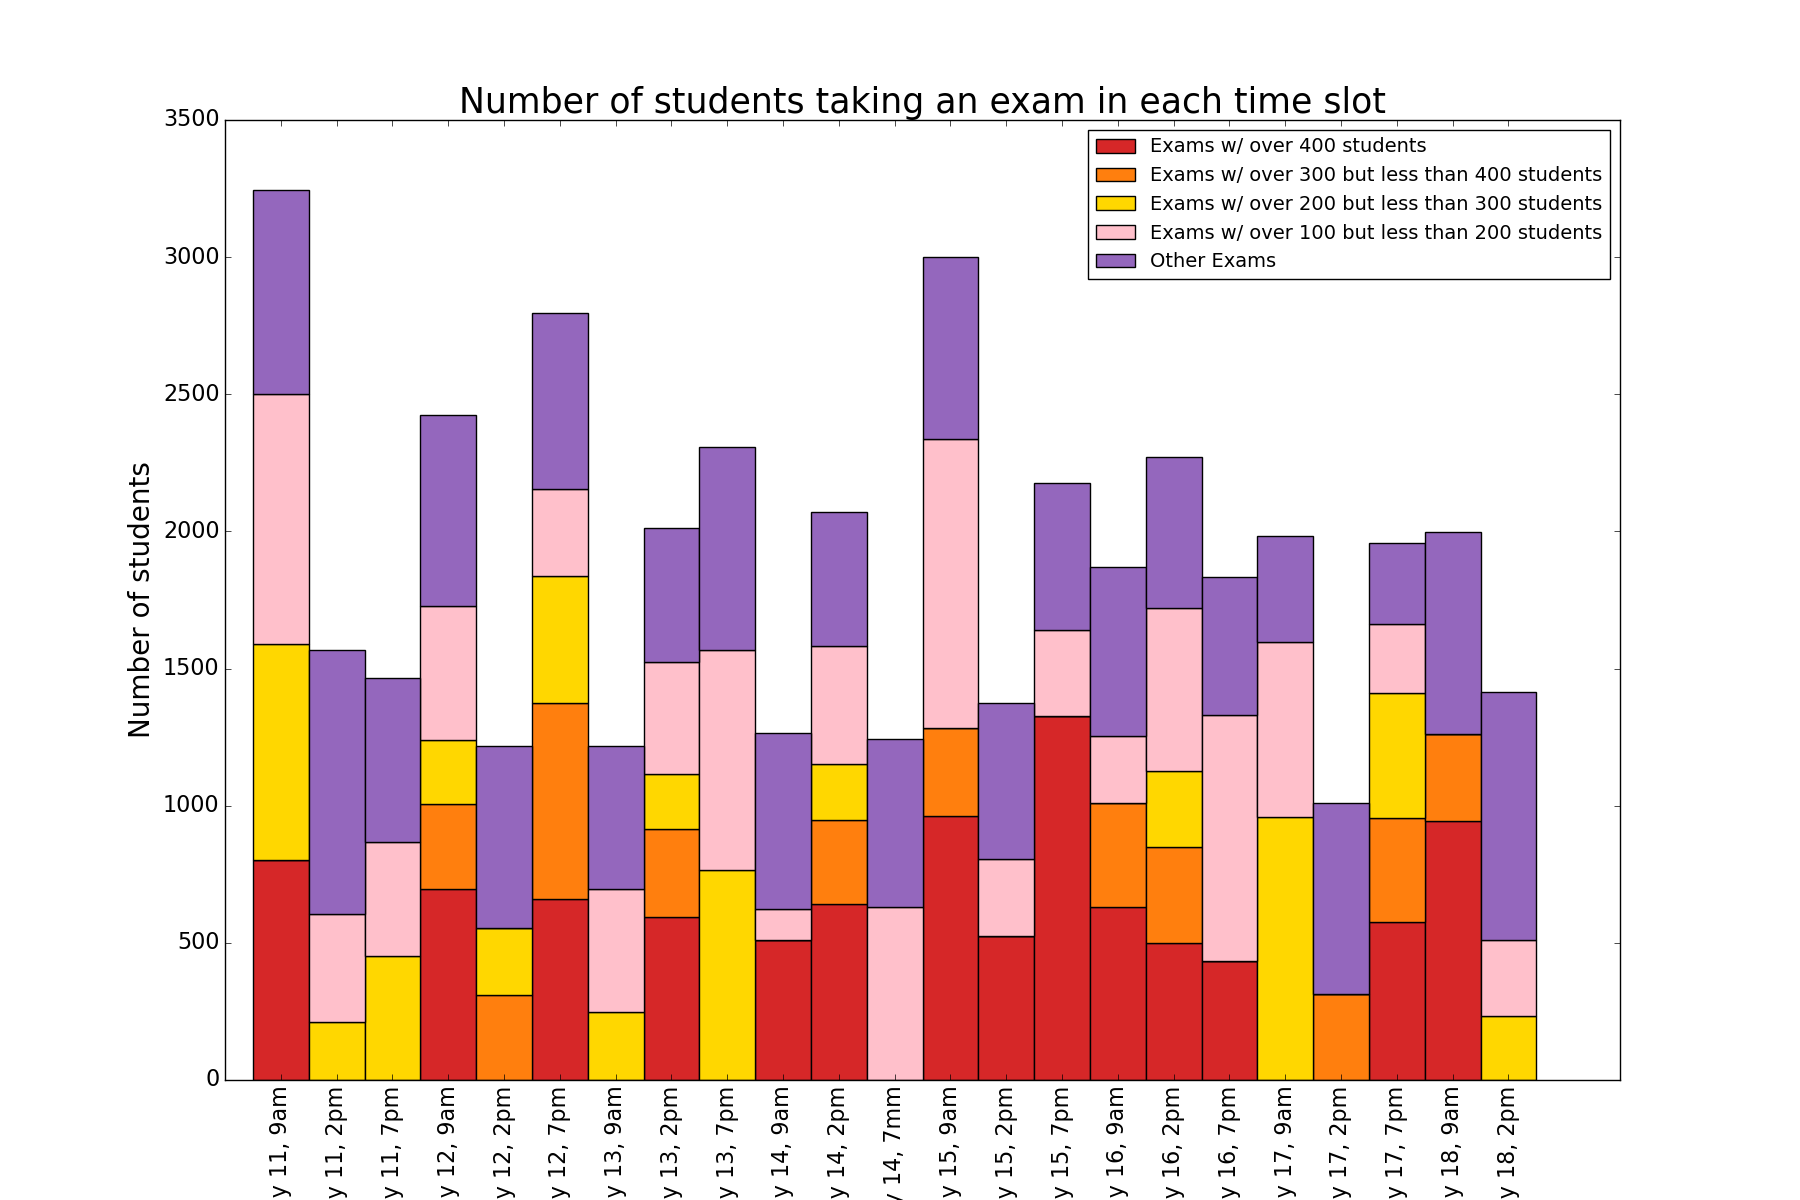 Number of students taking an exam in each time slot
3500
3000
2500
2000
1500
1000
500
0
Number of students
Exams w/ over 400 students
Exams w/ over 300 but less than 400 students
Exams w/ over 200 but less than 300 students
Exams w/ over 100 but less than 200 students
Other Exams
y 11, 9am
y 11, 2pm
y 11, 7pm
y 12, 9am
y 12, 2pm
y 12, 7pm
y 13, 9am
y 13, 2pm
y 13, 7pm
y 14, 9am
y 14, 2pm
y 14, 7mm
y 15, 9am
y 15, 2pm
y 15, 7pm
y 16, 9am
y 16, 2pm
y 16, 7pm
y 17, 9am
y 17, 2pm
y 17, 7pm
y 18, 9am
y 18, 2pm